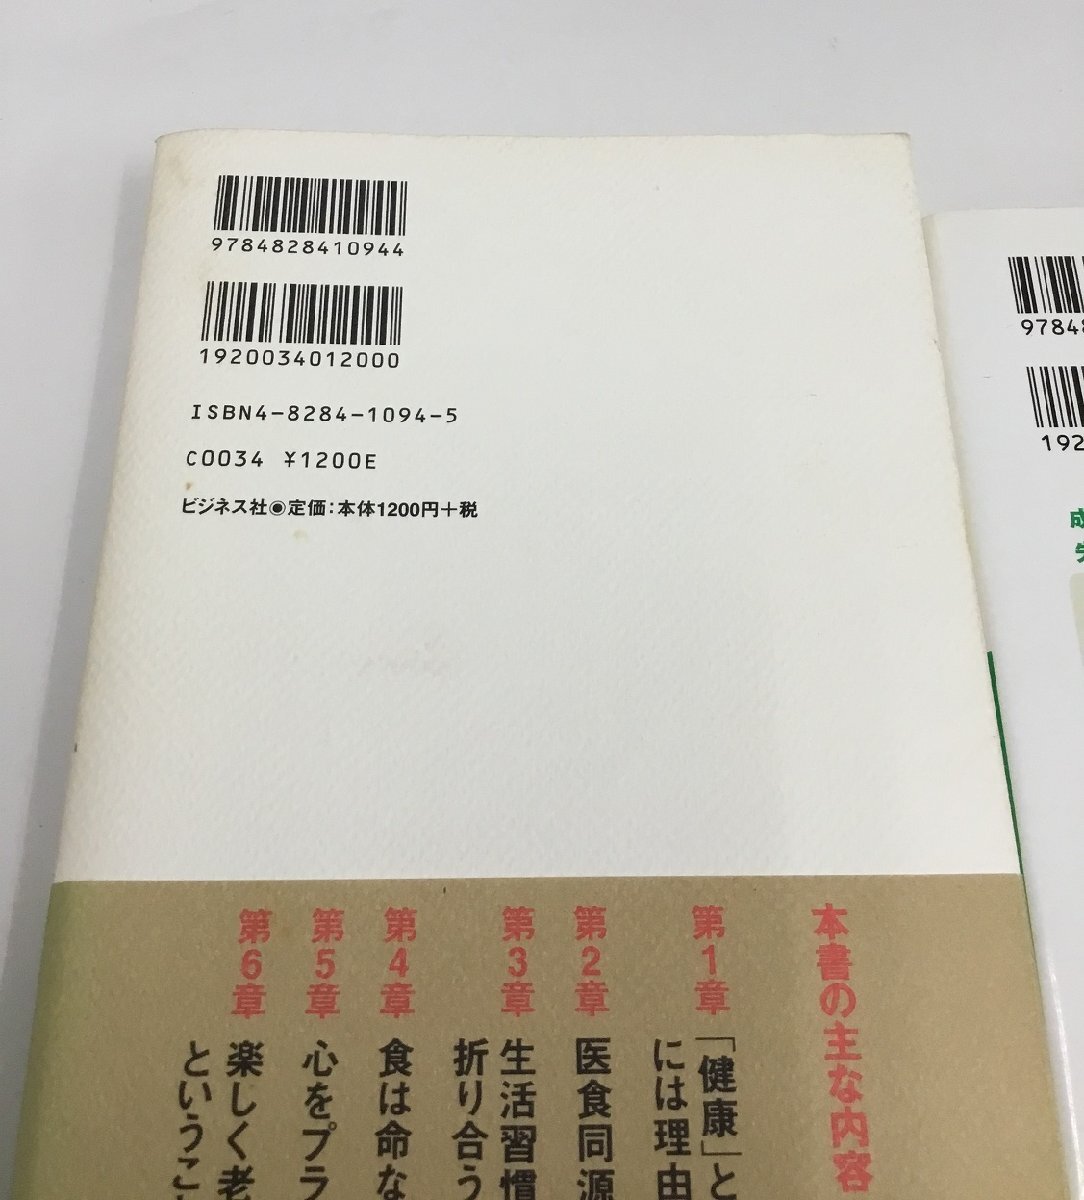 9784828410944
1920034012000
ISBN4-8284-1094-5
C0034 ¥1200E
ビジネス社◉定価:本体1200円+税
本書の主な内容
第1章 「健康」と
には理由
第2章 医食同源
第3章 生活習慣
折り合う
第4章 食は命な
第5章 心をプラ
第6章 楽しく老
というこ
9784
192
成